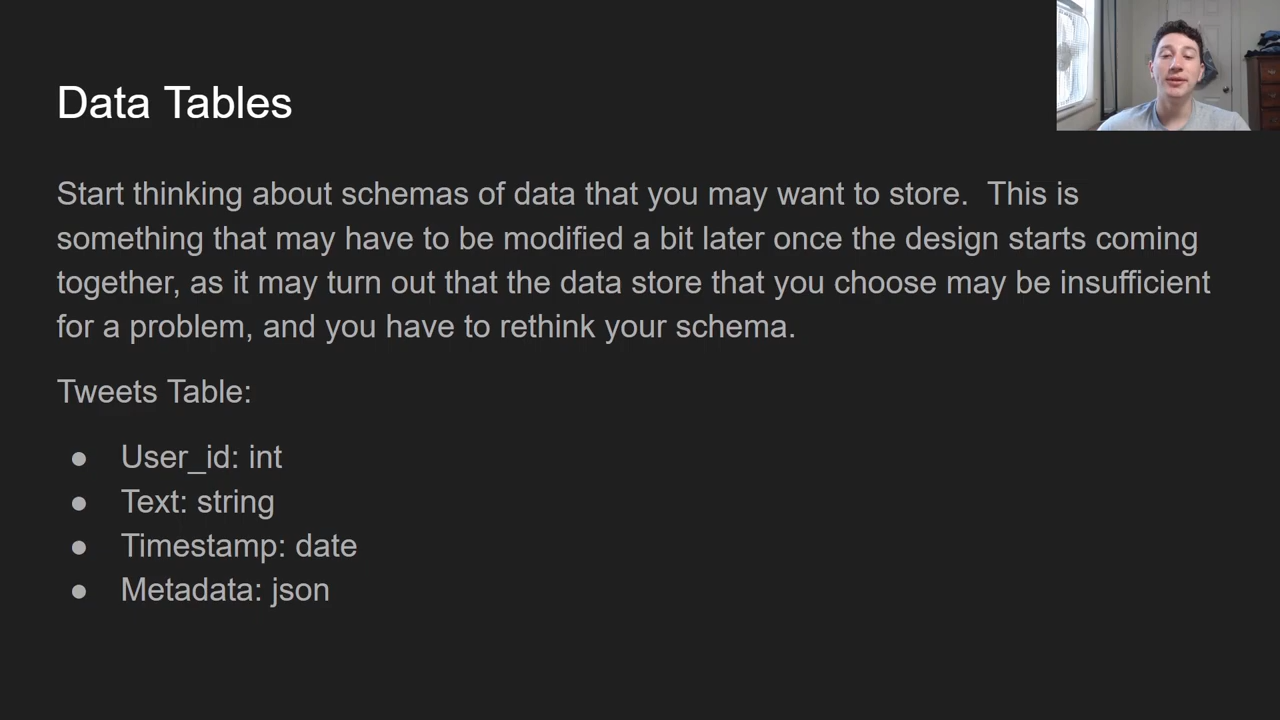 Data Tables
Start thinking about schemas of data that you may want to store.  This is
something that may have to be modified a bit later once the design starts coming
together, as it may turn out that the data store that you choose may be insufficient
for a problem, and you have to rethink your schema.
Tweets Table:
● User_id: int
● Text: string
● Timestamp: date
● Metadata: json